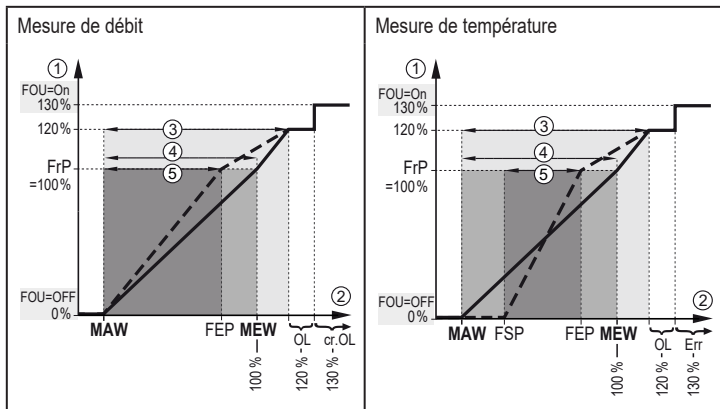 Mesure de débit
①
FOU=On
130 %
120 %
FrP
=100 %
③
④
⑤
FOU=OFF
0 %
②
MAW
FEP
MEW
100 %
OL
120 % -
cr.OL
130 % -
Mesure de température
①
FOU=On
130 %
120 %
FrP
=100 %
③
④
⑤
FOU=OFF
0 %
②
MAW
FSP
FEP
MEW
100 %
OL
120 % -
Err
130 % -